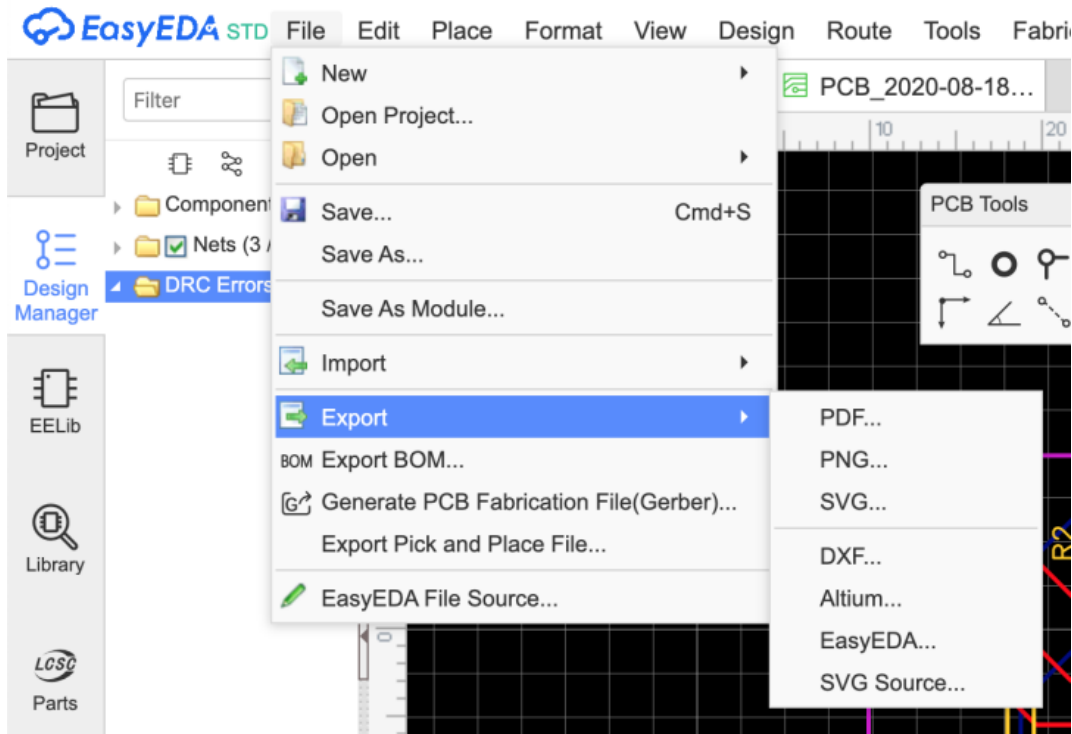 EasyEDA STD File Edit Place Format View Design Route Tools Fabri
Filter
PCB_2020-08-18...
10
20
Project
Component
Nets (3 /
DRC Errors
Design
Manager
EELib
Library
LCSC
Parts
New
Open Project...
Open
Save... Cmd+S
Save As...
Save As Module...
Import
Export
BOM Export BOM...
G Generate PCB Fabrication File(Gerber)...
Export Pick and Place File...
EasyEDA File Source...
PDF...
PNG...
SVG...
DXF...
Altium...
EasyEDA...
SVG Source...
PCB Tools
R2
0